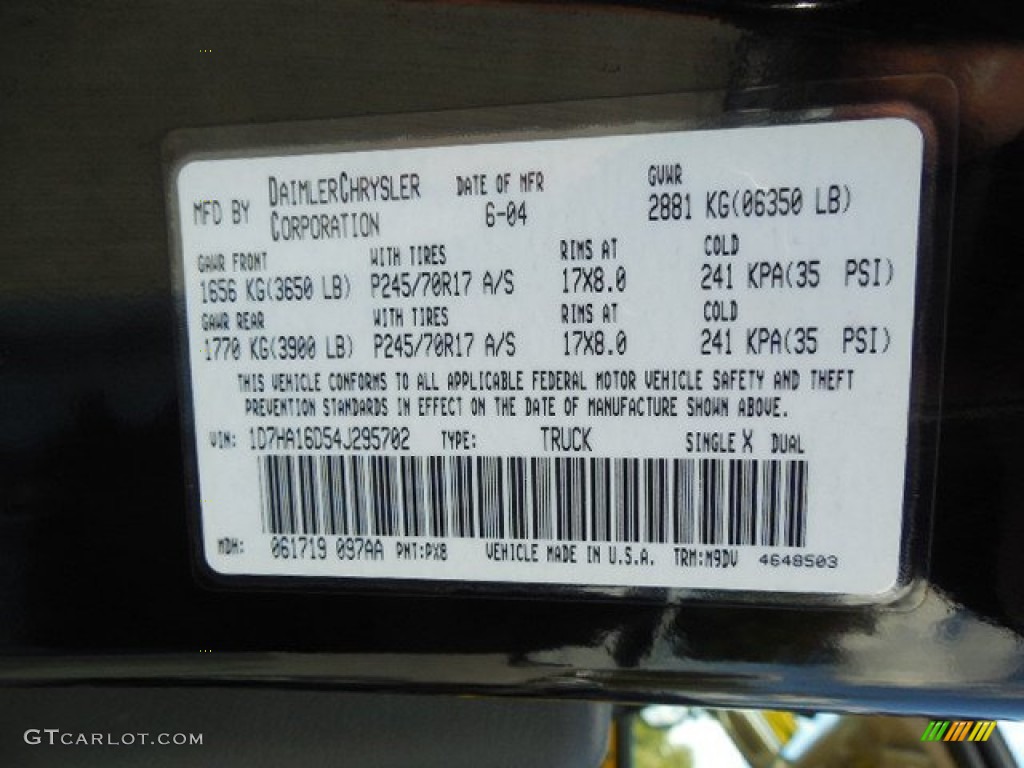 MFD BY DAIMLERCHRYSLER CORPORATION DATE OF MFR 6-04 GVWR 2881 KG(06350 LB)
GAWR FRONT WITH TIRES RIMS AT COLD
1656 KG(3650 LB) P245/70R17 A/S 17X8.0 241 KPA(35 PSI)
GAWR REAR WITH TIRES RIMS AT COLD
1770 KG(3900 LB) P245/70R17 A/S 17X8.0 241 KPA(35 PSI)
THIS VEHICLE CONFORMS TO ALL APPLICABLE FEDERAL MOTOR VEHICLE SAFETY AND THEFT
PREVENTION STANDARDS IN EFFECT ON THE DATE OF MANUFACTURE SHOWN ABOVE.
VIN: 1D7HA16D54J295702 TYPE: TRUCK SINGLE X DUAL
MDH: 061719 097AA PNT:PX8 VEHICLE MADE IN U.S.A. TRM:M9DV 4648503
GTCARLOT.COM